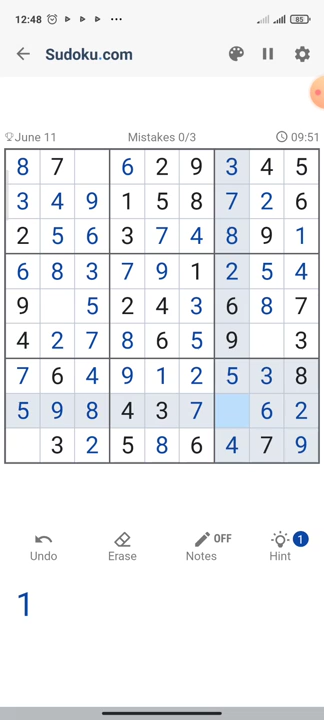 12:48 85
Sudoku.com
June 11 Mistakes 0/3 09:51
8 7 6 2 9 3 4 5
3 4 9 1 5 8 7 2 6
2 5 6 3 7 4 8 9 1
6 8 3 7 9 1 2 5 4
9 5 2 4 3 6 8 7
4 2 7 8 6 5 9 3
7 6 4 9 1 2 5 3 8
5 9 8 4 3 7 6 2
3 2 5 8 6 4 7 9
OFF 1
Undo Erase Notes Hint
1